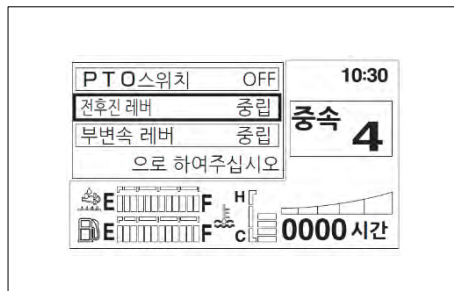 PTO스위치 OFF
전후진 레버 중립
부변속 레버 중립
으로 하여주십시오
10:30
중속 4
E F
E F
H
C
0000 시간